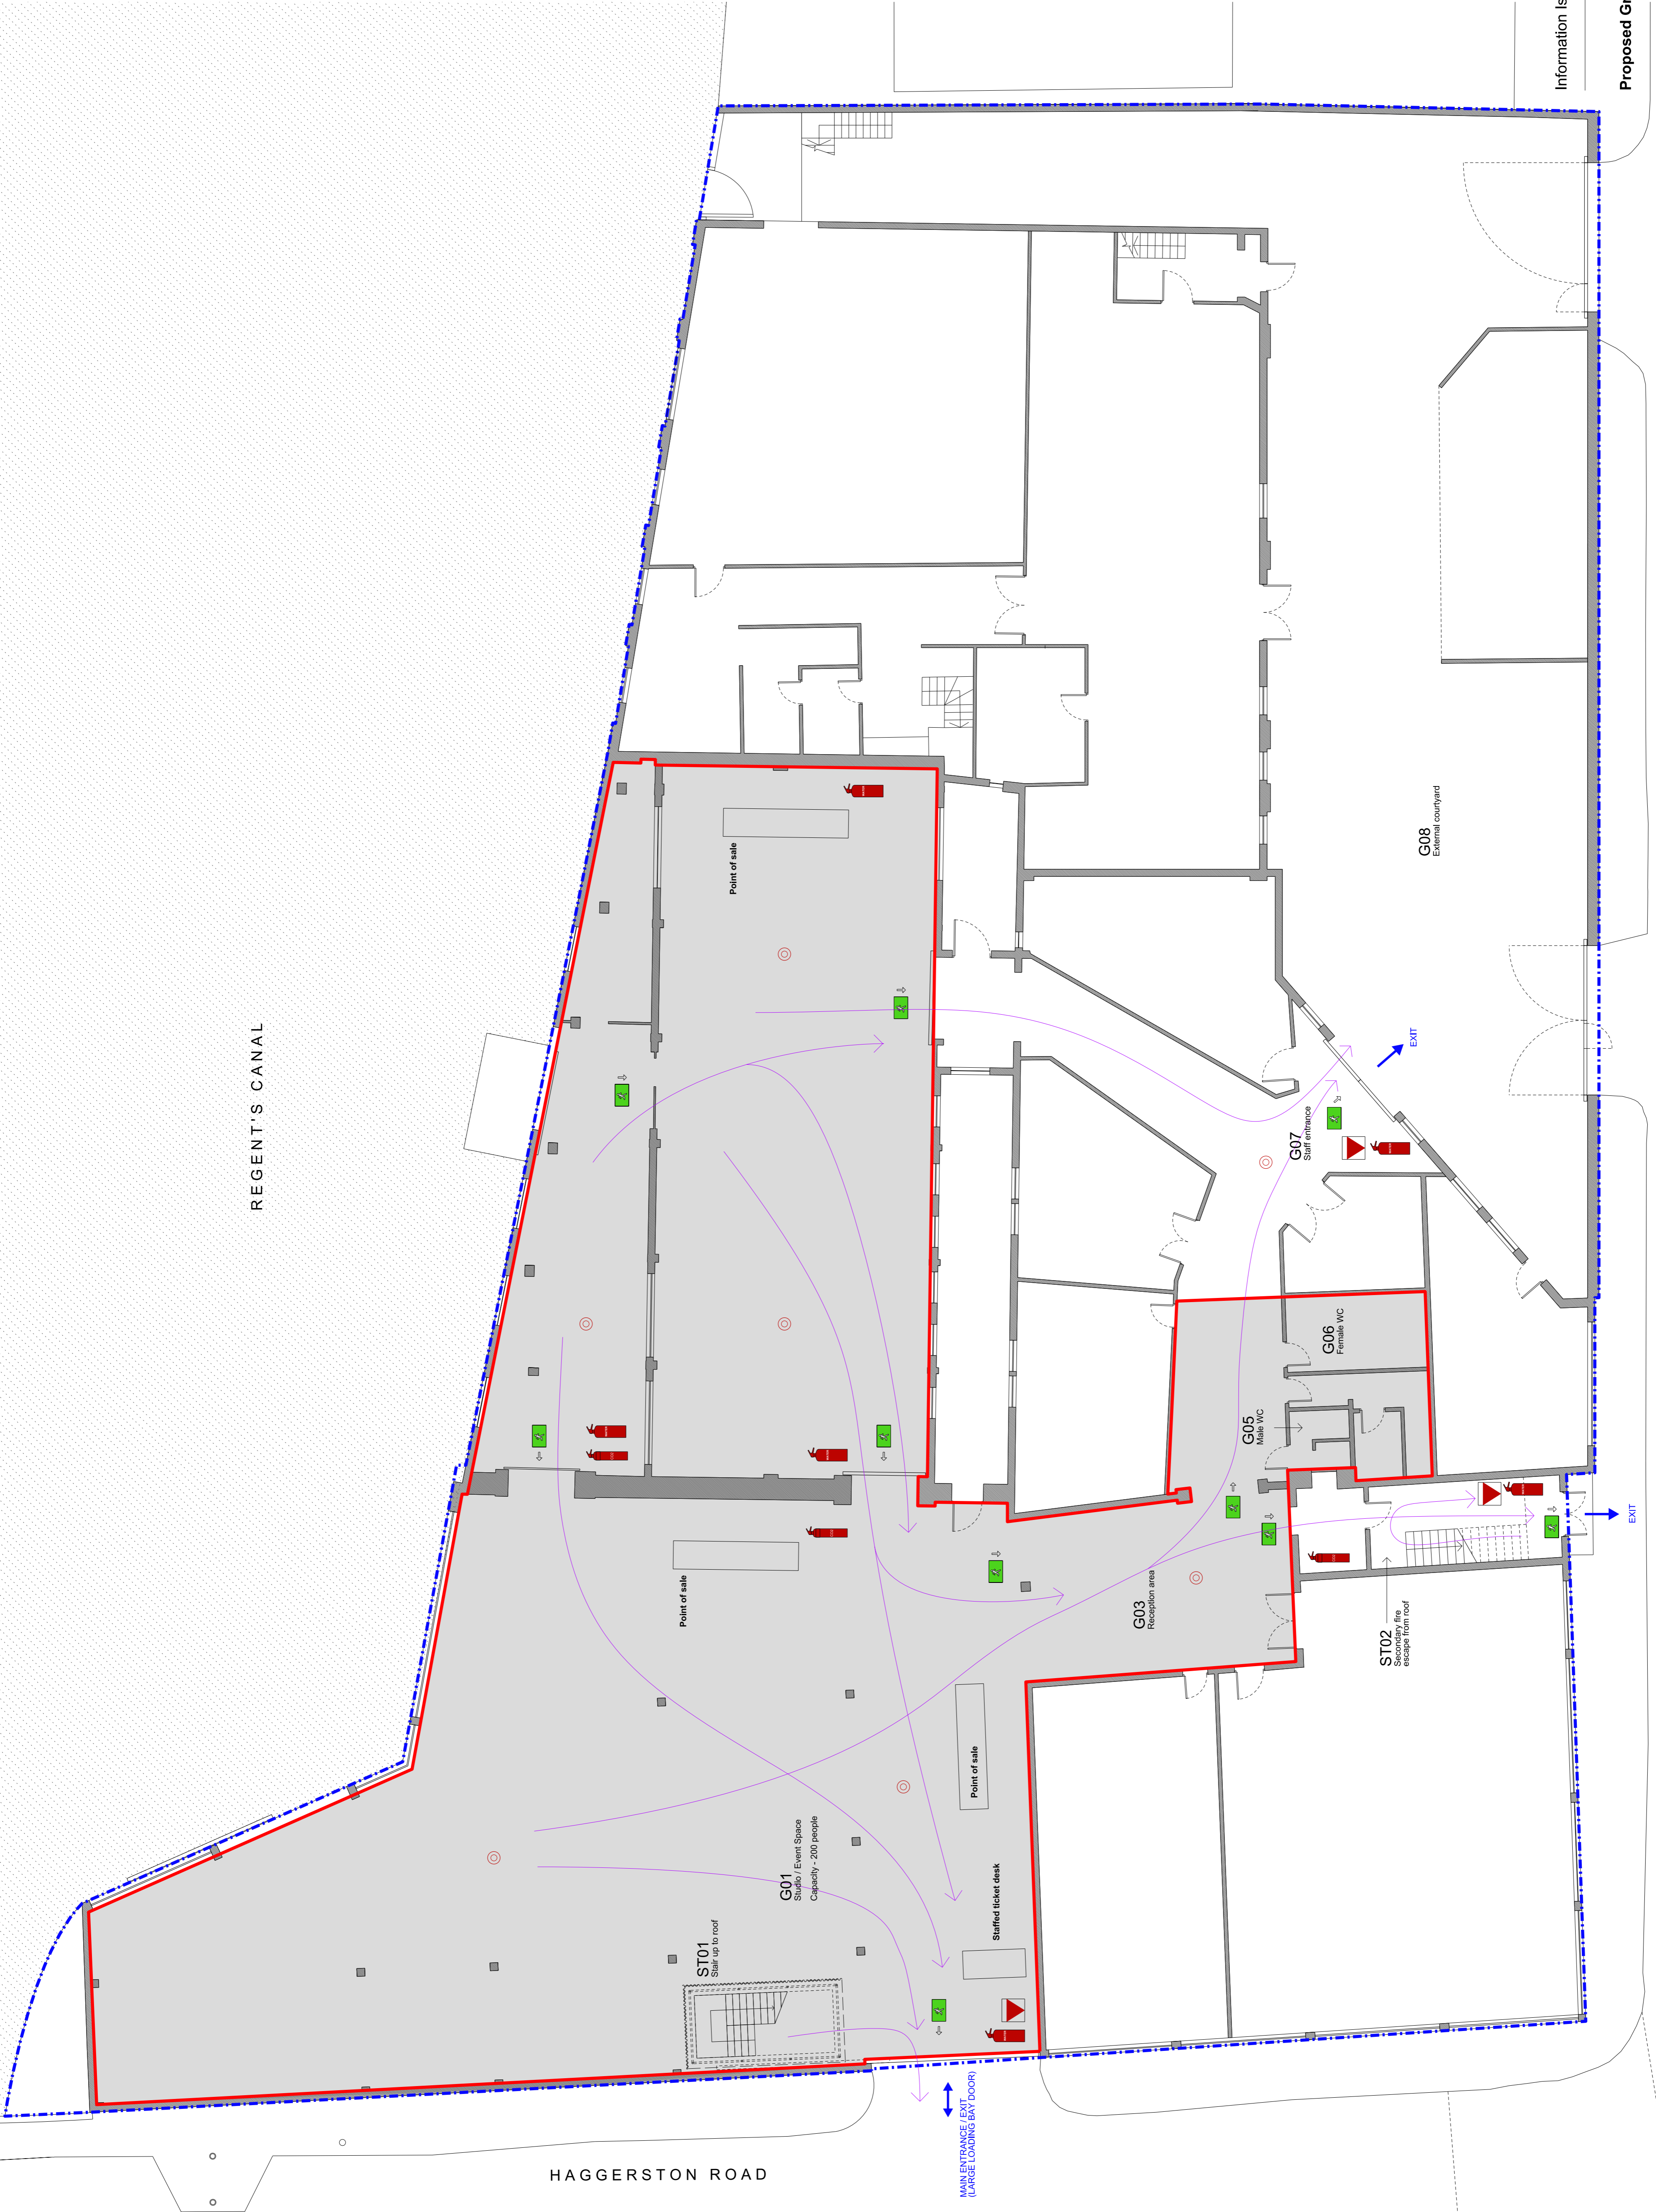 Information Is
Proposed Gr
REGENT'S CANAL
Point of sale
G08
External courtyard
EXIT
G07
Staff entrance
G06
Female WC
G05
Male WC
EXIT
Point of sale
G03
Reception area
ST02
Secondary fire
escape from roof
Point of sale
G01
Studio / Event Space
Capacity - 200 people
Staffed ticket desk
ST01
Stair up to roof
MAIN ENTRANCE / EXIT
(LARGE LOADING BAY DOOR)
HAGGERSTON ROAD